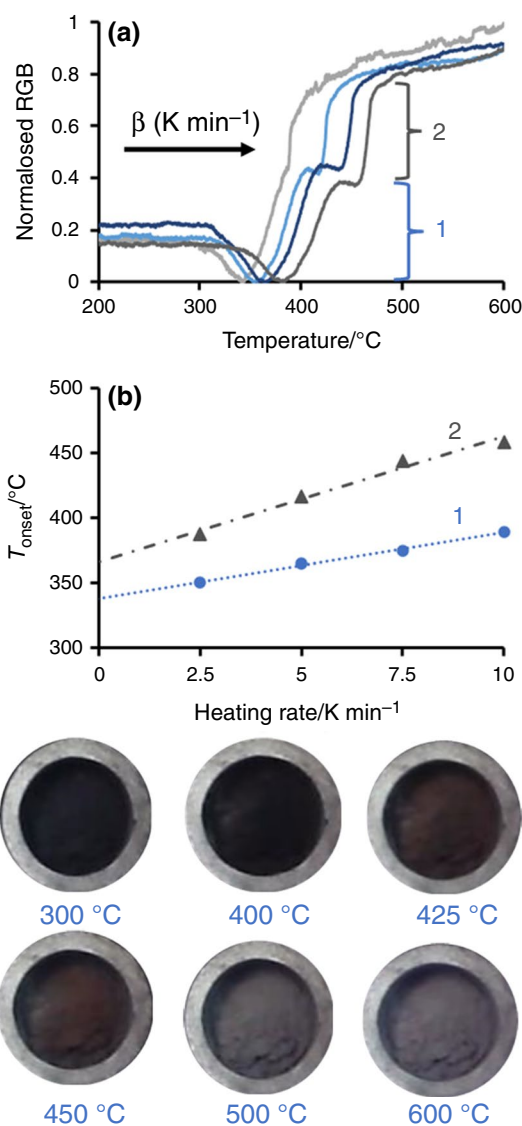 (a)
Normalosed RGB
1
0.8
0.6
0.4
0.2
0
β (K min⁻¹)
2
1
200
300
400
500
600
Temperature/°C
(b)
Tonset/°C
500
450
400
350
300
2
1
0
2.5
5
7.5
10
Heating rate/K min⁻¹
300 °C
400 °C
425 °C
450 °C
500 °C
600 °C